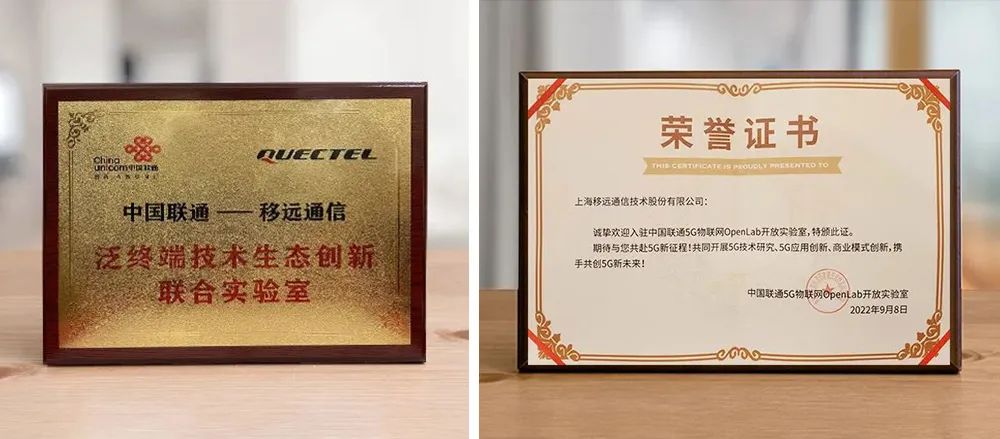 China
unicom中国联通
QUECTEL
中国联通 —— 移远通信
泛终端技术生态创新
联合实验室
荣誉证书
THIS CERTIFICATE IS PROUDLY PRESENTED TO
上海移远通信技术股份有限公司：
诚挚欢迎入驻中国联通5G物联网OpenLab开放实验室，特颁此证。
期待与您共赴5G新征程！共同开展5G技术研究、5G应用创新、商业模式创新，携
手共创5G新未来！
中国联通5G物联网OpenLab开放实验室
2022年9月8日